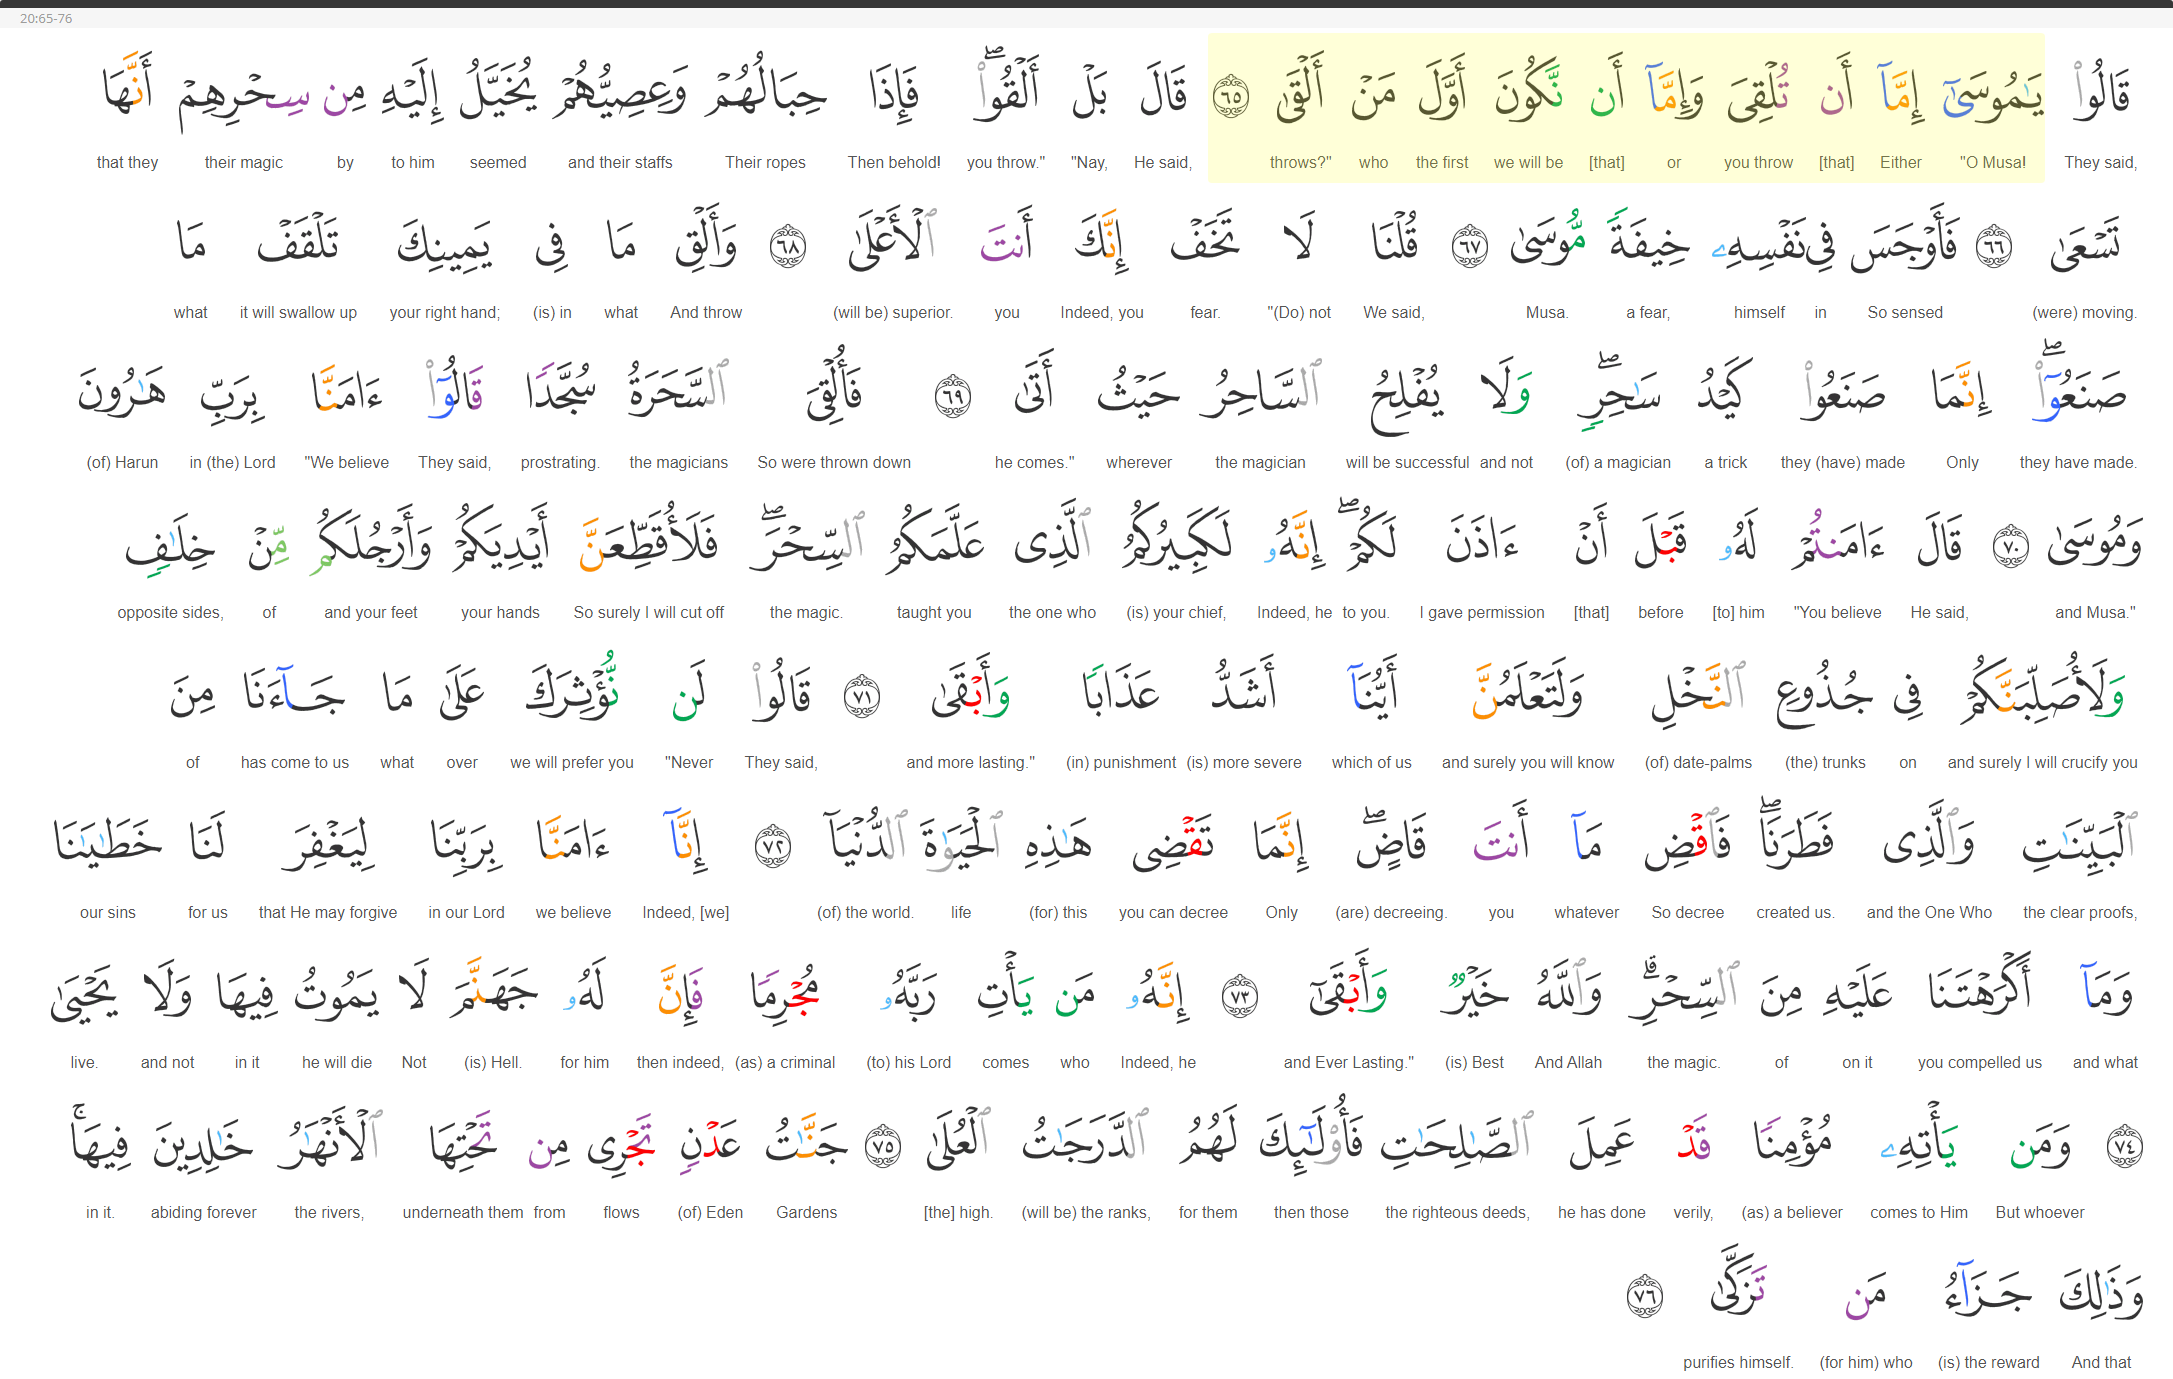 20:65-76
قَالُوا۟ يَـٰمُوسَىٰٓ إِمَّآ أَن تُلْقِىَ وَإِمَّآ أَن نَّكُونَ أَوَّلَ مَنْ أَلْقَىٰ ٦٥ قَالَ بَلْ أَلْقُوا۟ ۖ فَإِذَا حِبَالُهُمْ وَعِصِيُّهُمْ يُخَيَّلُ إِلَيْهِ مِن سِحْرِهِمْ أَنَّهَا
They said, "O Musa! Either [that] you throw or [that] we will be the first who throws?" He said, "Nay, you throw." Then behold! Their ropes and their staffs seemed to him by their magic that they
تَسْعَىٰ ٦٦ فَأَوْجَسَ فِى نَفْسِهِۦ خِيفَةً مُّوسَىٰ ٦٧ قُلْنَا لَا تَخَفْ إِنَّكَ أَنتَ ٱلْأَعْلَىٰ ٦٨ وَأَلْقِ مَا فِى يَمِينِكَ تَلْقَفْ مَا
(were) moving. So sensed in himself a fear, Musa. We said, "(Do) not fear. Indeed, you you (will be) superior. And throw what (is) in your right hand; it will swallow up what
صَنَعُوٓا۟ ۖ إِنَّمَا صَنَعُوا۟ كَيْدُ سَـٰحِرٍ ۖ وَلَا يُفْلِحُ ٱلسَّاحِرُ حَيْثُ أَتَىٰ ٦٩ فَأُلْقِىَ ٱلسَّحَرَةُ سُجَّدًا قَالُوٓا۟ ءَامَنَّا بِرَبِّ هَـٰرُونَ
they have made. Only they (have) made a trick (of) a magician and not will be successful the magician wherever he comes." So were thrown down the magicians prostrating. They said, "We believe in (the) Lord (of) Harun
وَمُوسَىٰ ٧٠ قَالَ ءَامَنتُمْ لَهُۥ قَبْلَ أَنْ ءَاذَنَ لَكُمْ ۖ إِنَّهُۥ لَكَبِيرُكُمُ ٱلَّذِى عَلَّمَكُمُ ٱلسِّحْرَ ۖ فَلَأُقَطِّعَنَّ أَيْدِيَكُمْ وَأَرْجُلَكُم مِّنْ خِلَـٰفٍ
and Musa." He said, "You believe [to] him before [that] I gave permission to you. Indeed, he (is) your chief, the one who taught you the magic. So surely I will cut off your hands and your feet of opposite sides,
وَلَأُصَلِّبَنَّكُمْ فِى جُذُوعِ ٱلنَّخْلِ وَلَتَعْلَمُنَّ أَيُّنَآ أَشَدُّ عَذَابًا وَأَبْقَىٰ ٧١ قَالُوا۟ لَن نُّؤْثِرَكَ عَلَىٰ مَا جَآءَنَا مِنَ
and surely I will crucify you on (the) trunks (of) date-palms and surely you will know which of us (is) more severe (in) punishment and more lasting." They said, "Never we will prefer you over what has come to us of
ٱلْبَيِّنَـٰتِ وَٱلَّذِى فَطَرَنَا ۖ فَٱقْضِ مَآ أَنتَ قَاضٍ ۖ إِنَّمَا تَقْضِى هَـٰذِهِ ٱلْحَيَوٰةَ ٱلدُّنْيَآ ٧٢ إِنَّآ ءَامَنَّا بِرَبِّنَا لِيَغْفِرَ لَنَا خَطَـٰيَـٰنَا
the clear proofs, and the One Who created us. So decree whatever you (are) decreeing. Only you can decree (for) this life (of) the world. Indeed, [we] we believe in our Lord that He may forgive for us our sins
وَمَآ أَكْرَهْتَنَا عَلَيْهِ مِنَ ٱلسِّحْرِ ۗ وَٱللَّهُ خَيْرٌ وَأَبْقَىٰٓ ٧٣ إِنَّهُۥ مَن يَأْتِ رَبَّهُۥ مُجْرِمًا فَإِنَّ لَهُۥ جَهَنَّمَ لَا يَمُوتُ فِيهَا وَلَا يَحْيَىٰ
and what you compelled us on it of the magic. And Allah (is) Best and Ever Lasting." Indeed, he who comes (to) his Lord (as) a criminal then indeed, for him (is) Hell. Not he will die in it and not live.
٧٤ وَمَن يَأْتِهِۦ مُؤْمِنًا قَدْ عَمِلَ ٱلصَّـٰلِحَـٰتِ فَأُو۟لَـٰٓئِكَ لَهُمُ ٱلدَّرَجَـٰتُ ٱلْعُلَىٰ ٧٥ جَنَّـٰتُ عَدْنٍ تَجْرِى مِن تَحْتِهَا ٱلْأَنْهَـٰرُ خَـٰلِدِينَ فِيهَا ۚ
But whoever comes to Him (as) a believer verily, he has done the righteous deeds, then those for them (will be) the ranks, [the] high. Gardens (of) Eden flows from underneath them the rivers, abiding forever in it.
وَذَٰلِكَ جَزَآءُ مَن تَزَكَّىٰ ٧٦
And that (is) the reward (for him) who purifies himself.